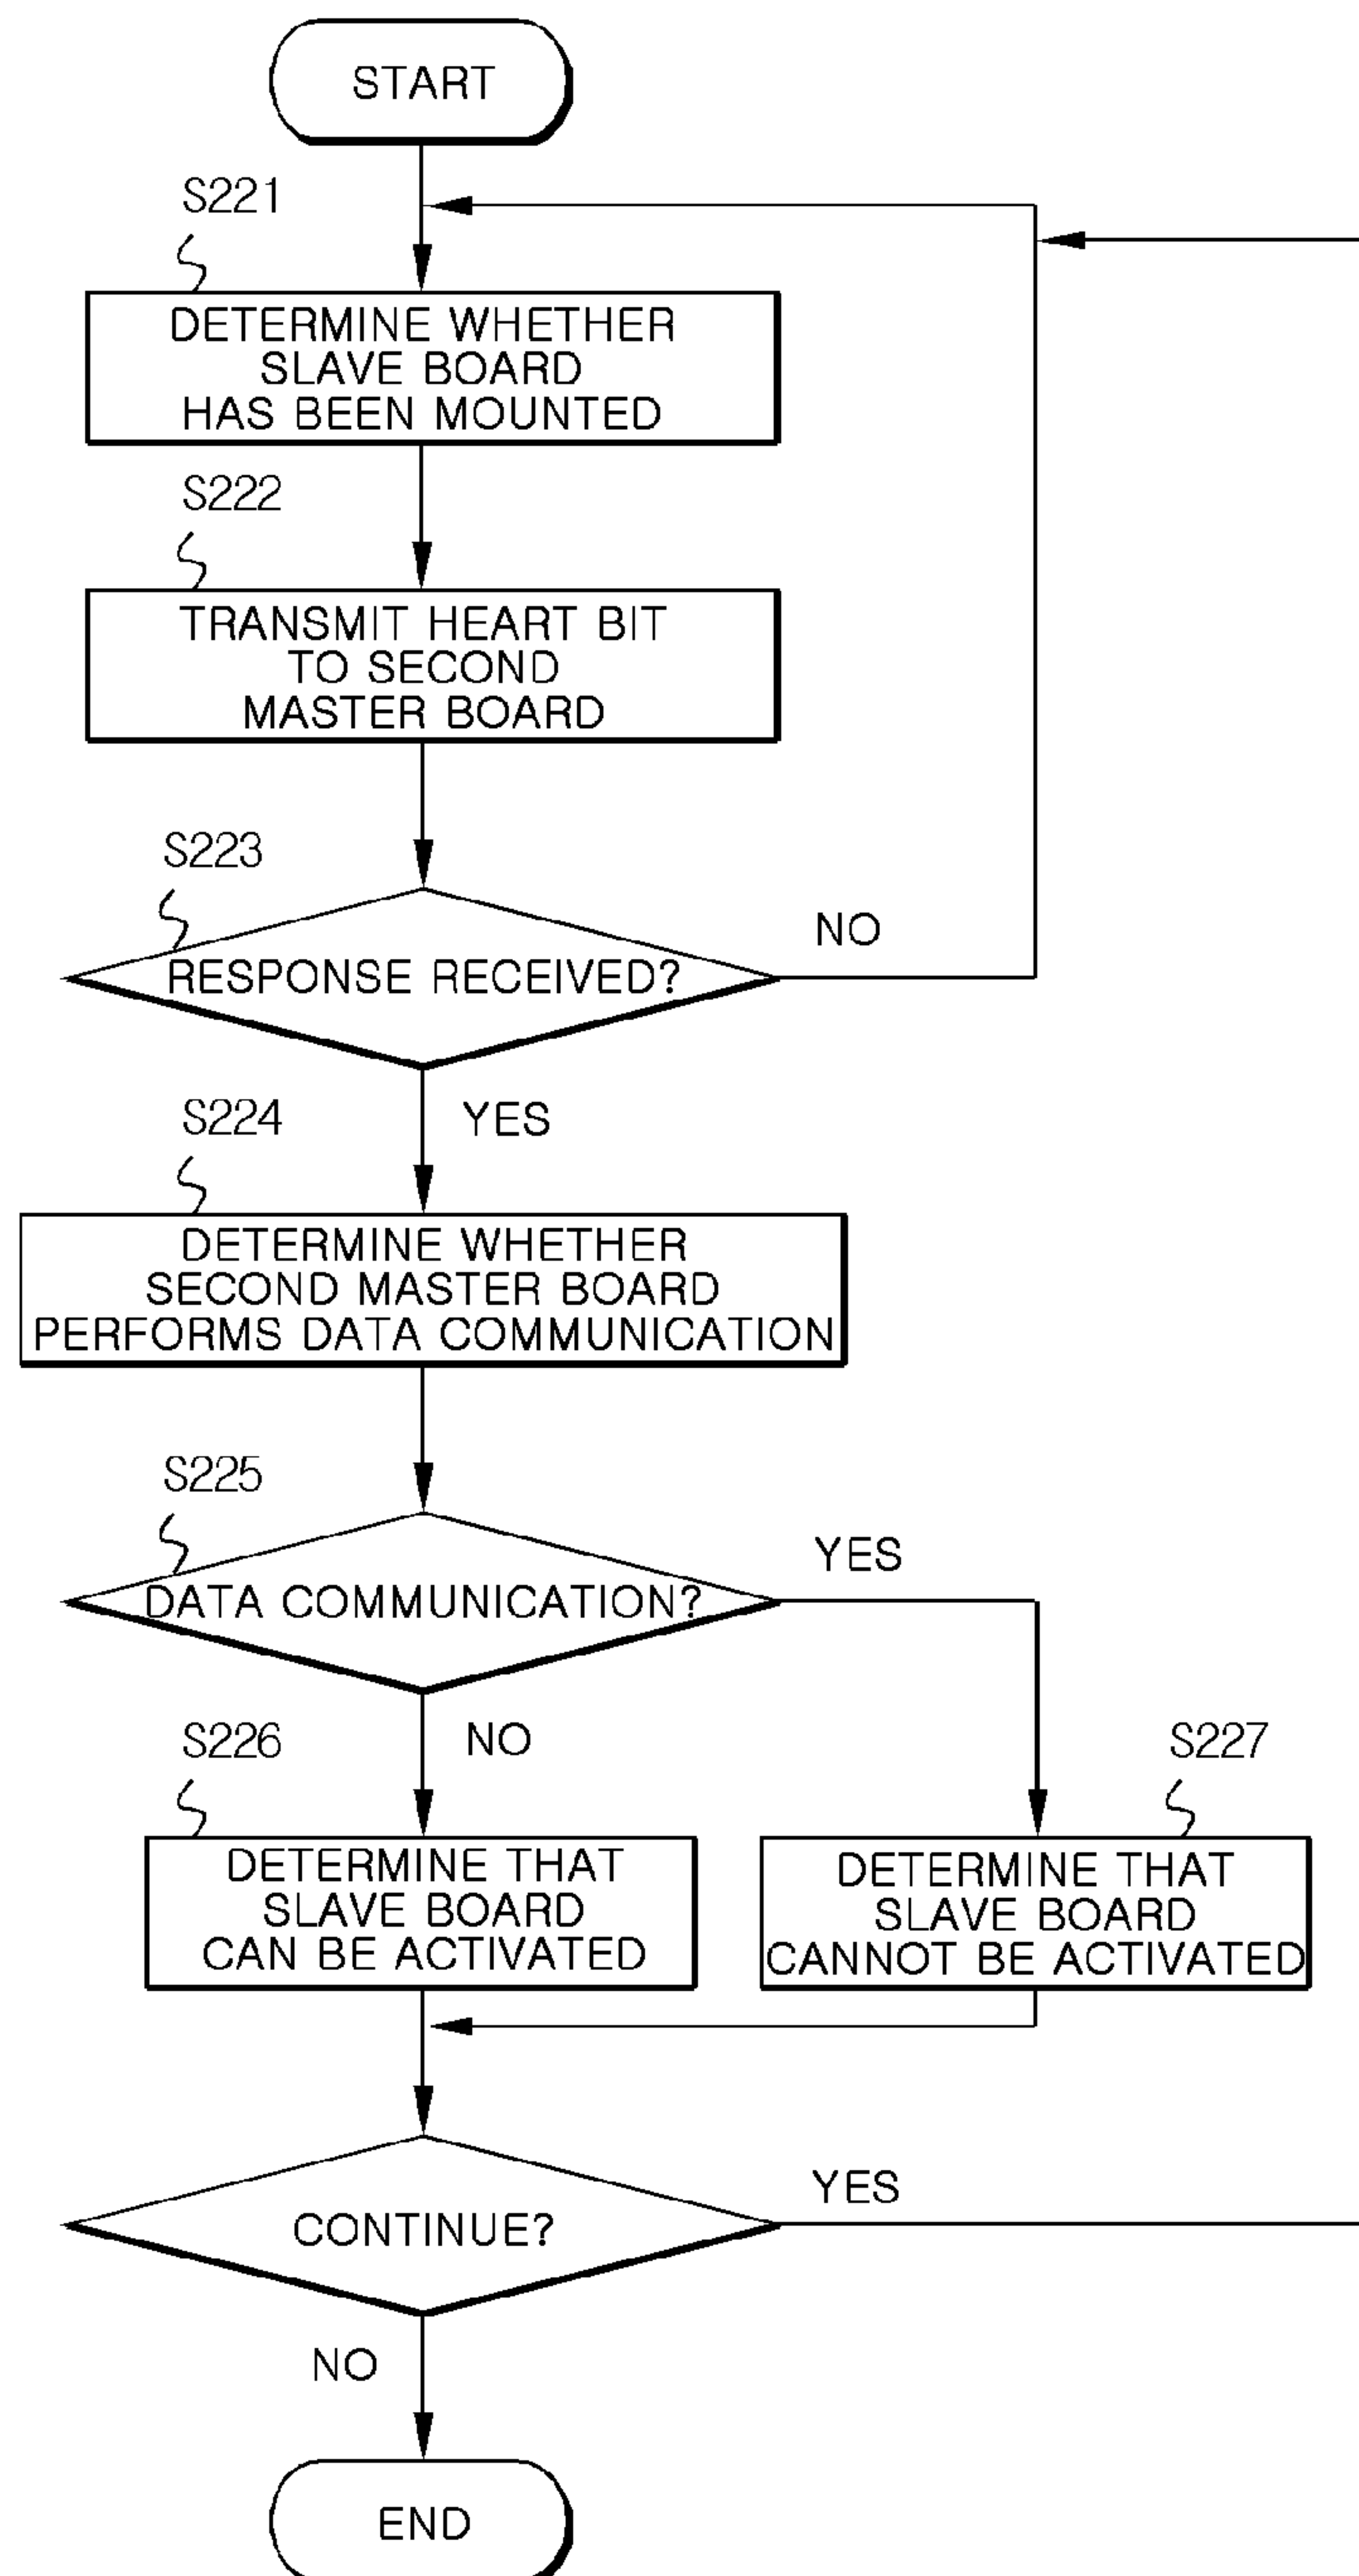 START
S221
DETERMINE WHETHER
SLAVE BOARD
HAS BEEN MOUNTED
S222
TRANSMIT HEART BIT
TO SECOND
MASTER BOARD
S223
RESPONSE RECEIVED?
NO
YES
S224
DETERMINE WHETHER
SECOND MASTER BOARD
PERFORMS DATA COMMUNICATION
S225
DATA COMMUNICATION?
YES
NO
S226
DETERMINE THAT
SLAVE BOARD
CAN BE ACTIVATED
S227
DETERMINE THAT
SLAVE BOARD
CANNOT BE ACTIVATED
CONTINUE?
YES
NO
END